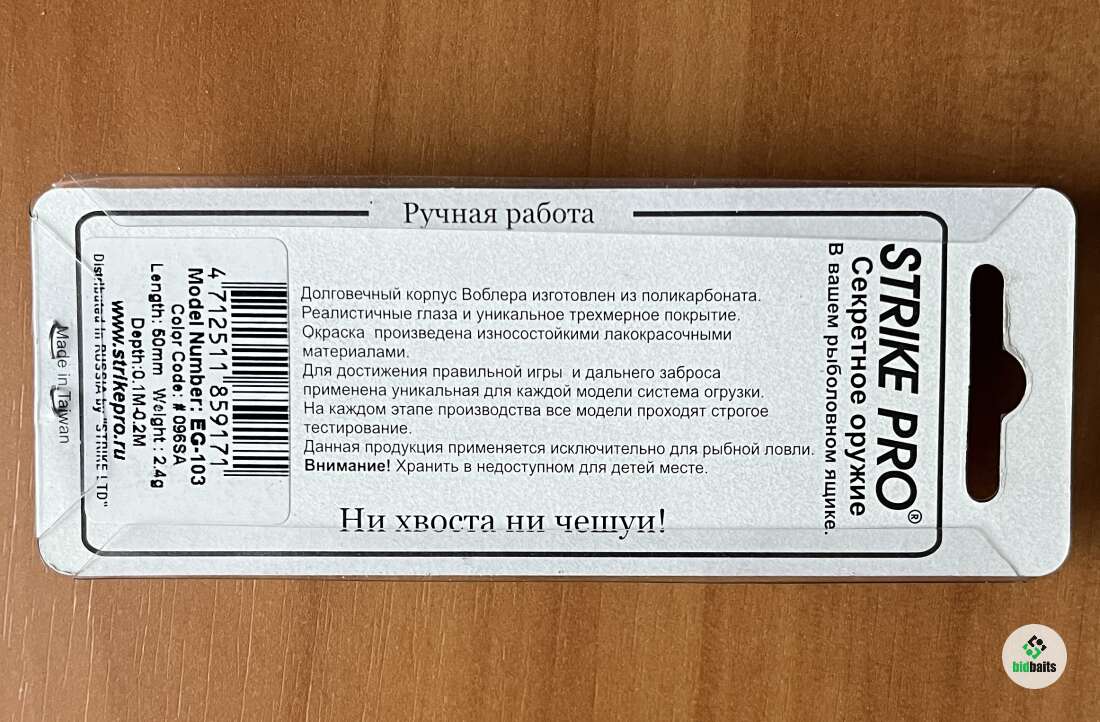 Ручная работа
STRIKE PRO®
Секретное оружие
В вашем рыболовном ящике.
Долговечный корпус Воблера изготовлен из поликарбоната.
Реалистичные глаза и уникальное трехмерное покрытие.
Окраска произведена износостойкими лакокрасочными
материалами.
Для достижения правильной игры и дальнего заброса
применена уникальная для каждой модели система огрузки.
На каждом этапе производства все модели проходят строгое
тестирование.
Данная продукция применяется исключительно для рыбной ловли.
Внимание! Хранить в недоступном для детей месте.
Ни хвоста ни чешуи!
4 712511 859171
Model Number: EG-103
Color Code: # 096SA
Length: 50mm Weight : 2.4g
Depth:0.1M-0.2M
www.strikepro.ru
Distributed in RUSSIA by "STRIKE LTD"
Made in Taiwan
bidbaits